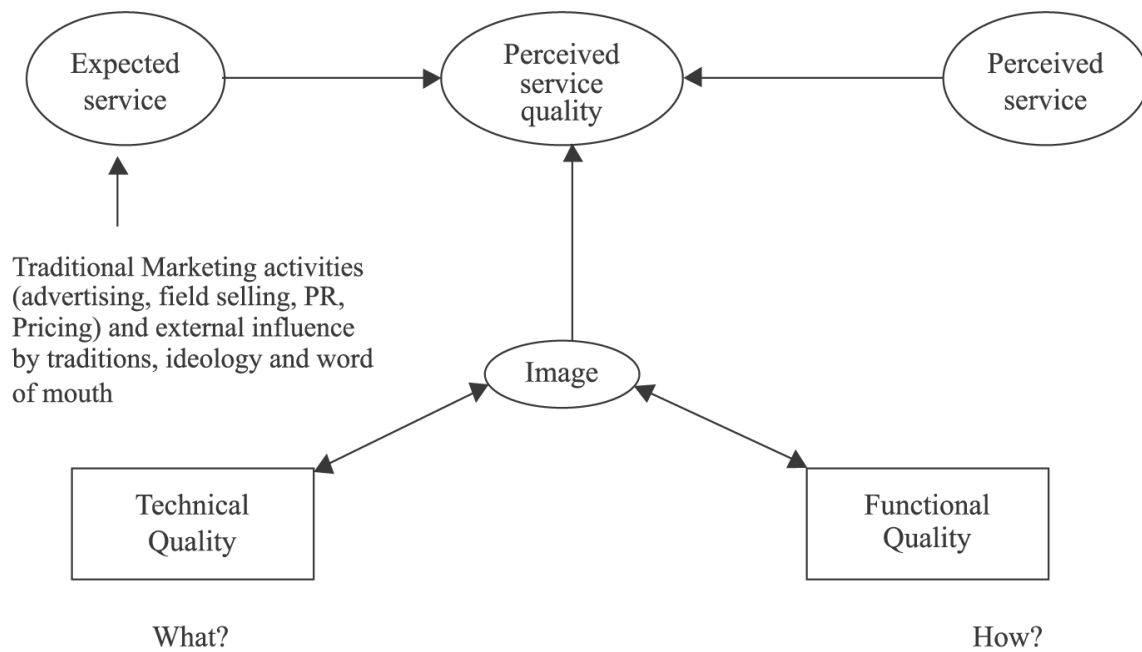 Expected
service
Perceived
service
quality
Perceived
service
Traditional Marketing activities
(advertising, field selling, PR,
Pricing) and external influence
by traditions, ideology and word
of mouth
Image
Technical
Quality
Functional
Quality
What?
How?